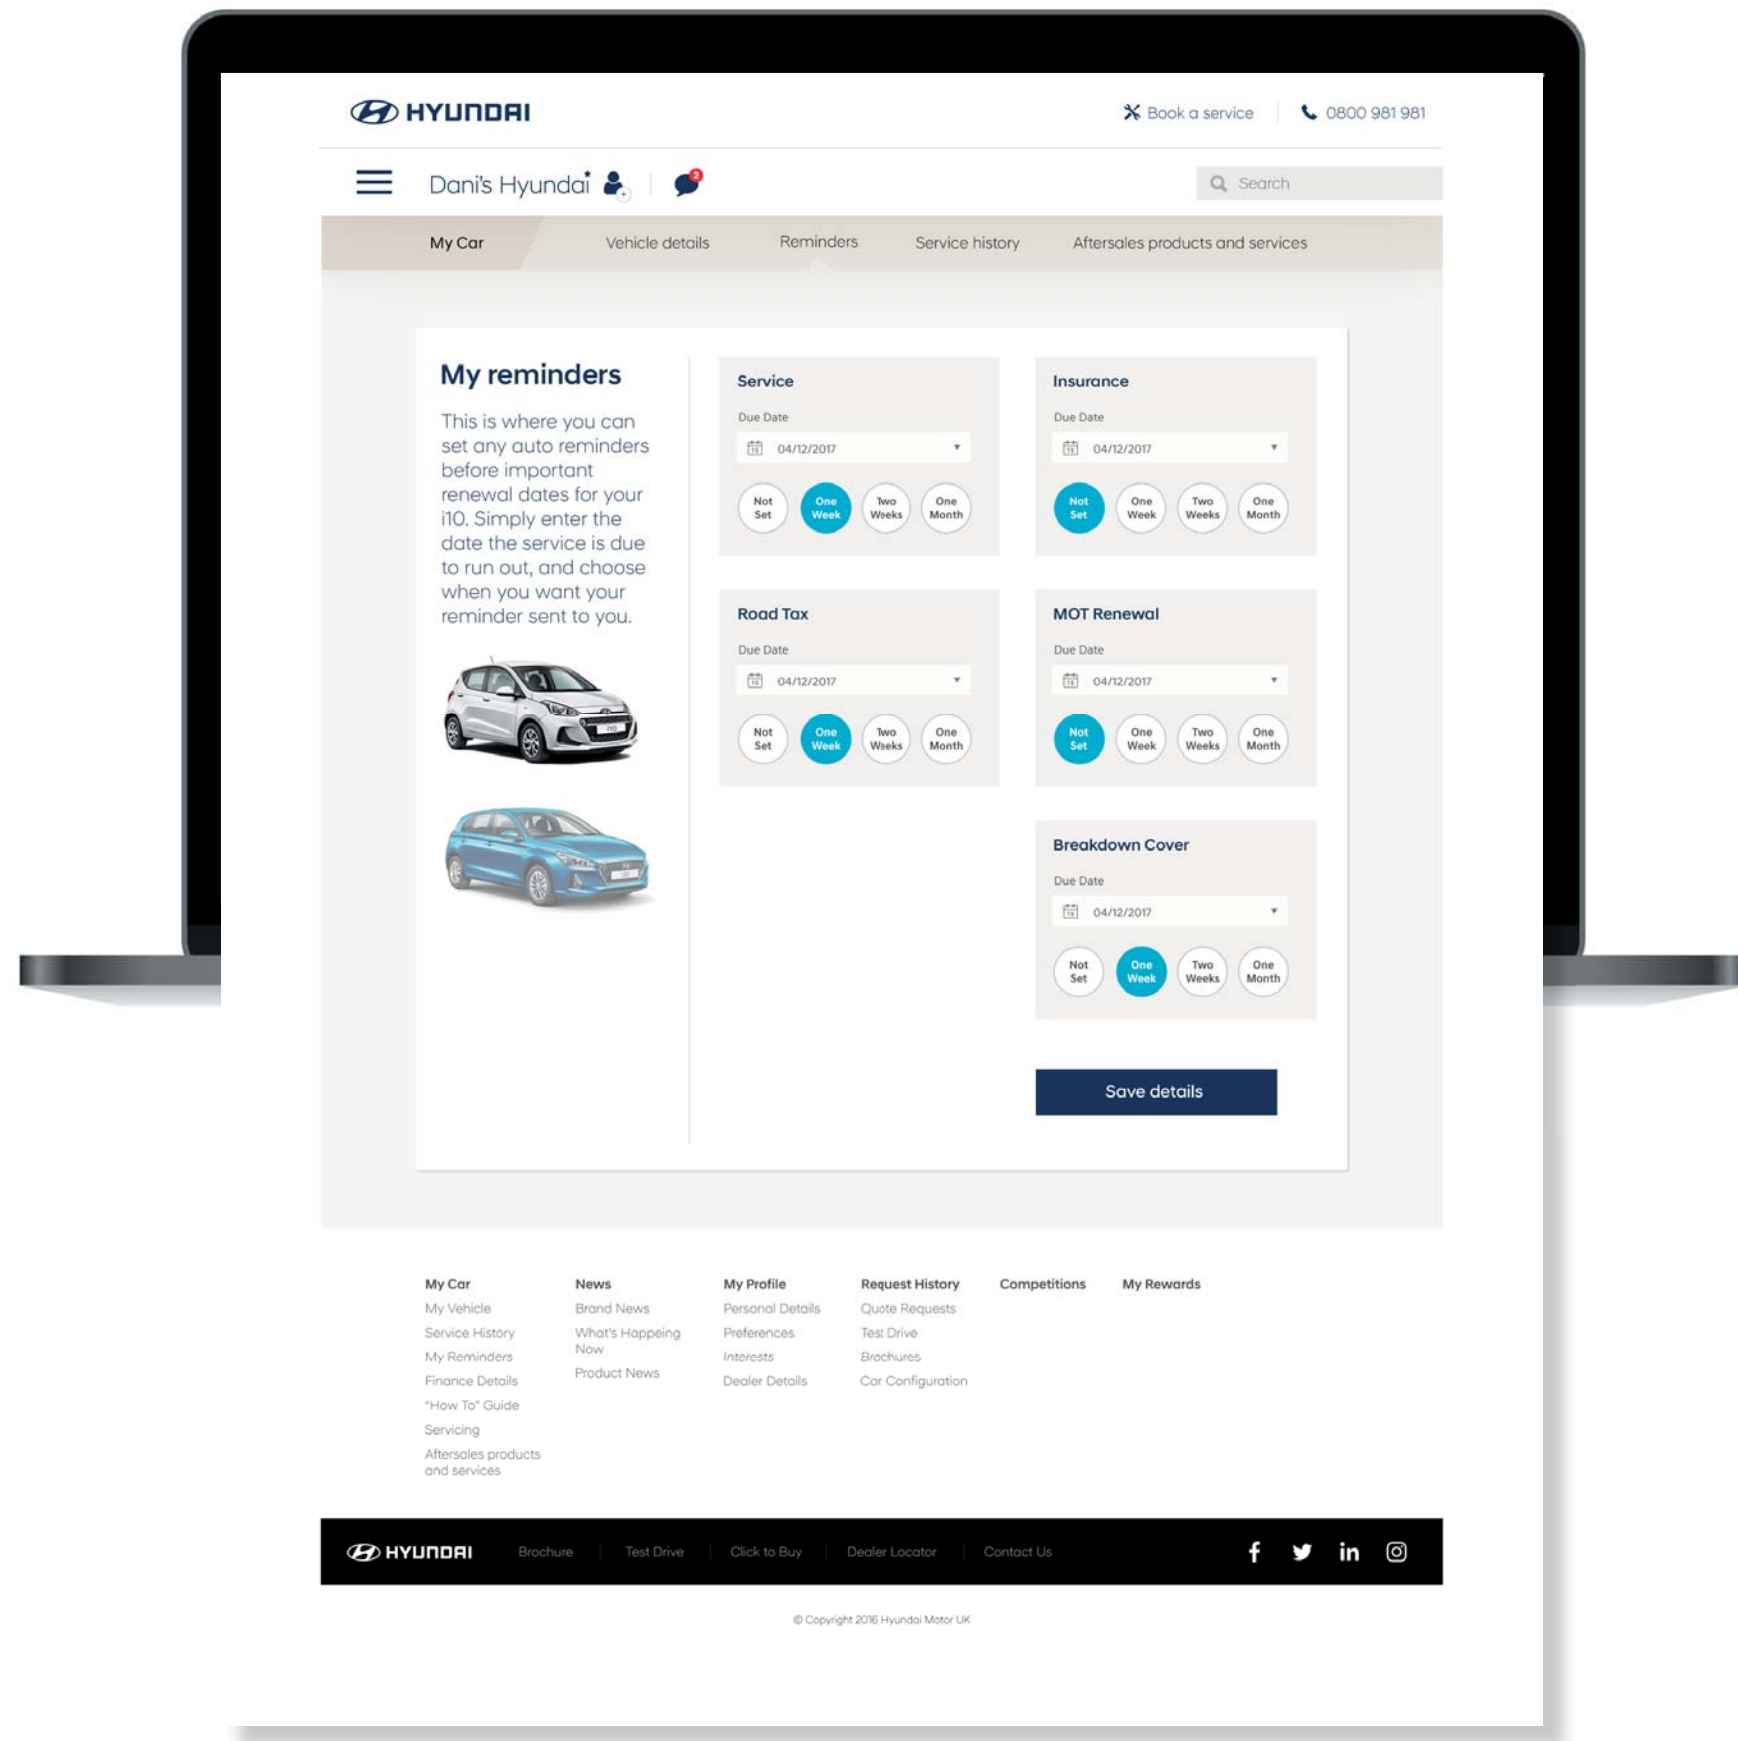 HYUNDAI
Book a service
0800 981 981
Dani's Hyundai*
2
Search
My Car
Vehicle details
Reminders
Service history
Aftersales products and services
My reminders
This is where you can
set any auto reminders
before important
renewal dates for your
i10. Simply enter the
date the service is due
to run out, and choose
when you want your
reminder sent to you.
Service
Due Date
04/12/2017
Not
Set
One
Week
Two
Weeks
One
Month
Insurance
Due Date
04/12/2017
Not
Set
One
Week
Two
Weeks
One
Month
Road Tax
Due Date
04/12/2017
Not
Set
One
Week
Two
Weeks
One
Month
MOT Renewal
Due Date
04/12/2017
Not
Set
One
Week
Two
Weeks
One
Month
Breakdown Cover
Due Date
04/12/2017
Not
Set
One
Week
Two
Weeks
One
Month
Save details
My Car
My Vehicle
Service History
My Reminders
Finance Details
"How To" Guide
Servicing
Aftersales products
and services
News
Brand News
What's Happeing
Now
Product News
My Profile
Personal Details
Preferences
Interests
Dealer Details
Request History
Quote Requests
Test Drive
Brochures
Car Configuration
Competitions
My Rewards
HYUNDAI
Brochure
Test Drive
Click to Buy
Dealer Locator
Contact Us
© Copyright 2016 Hyundai Motor UK